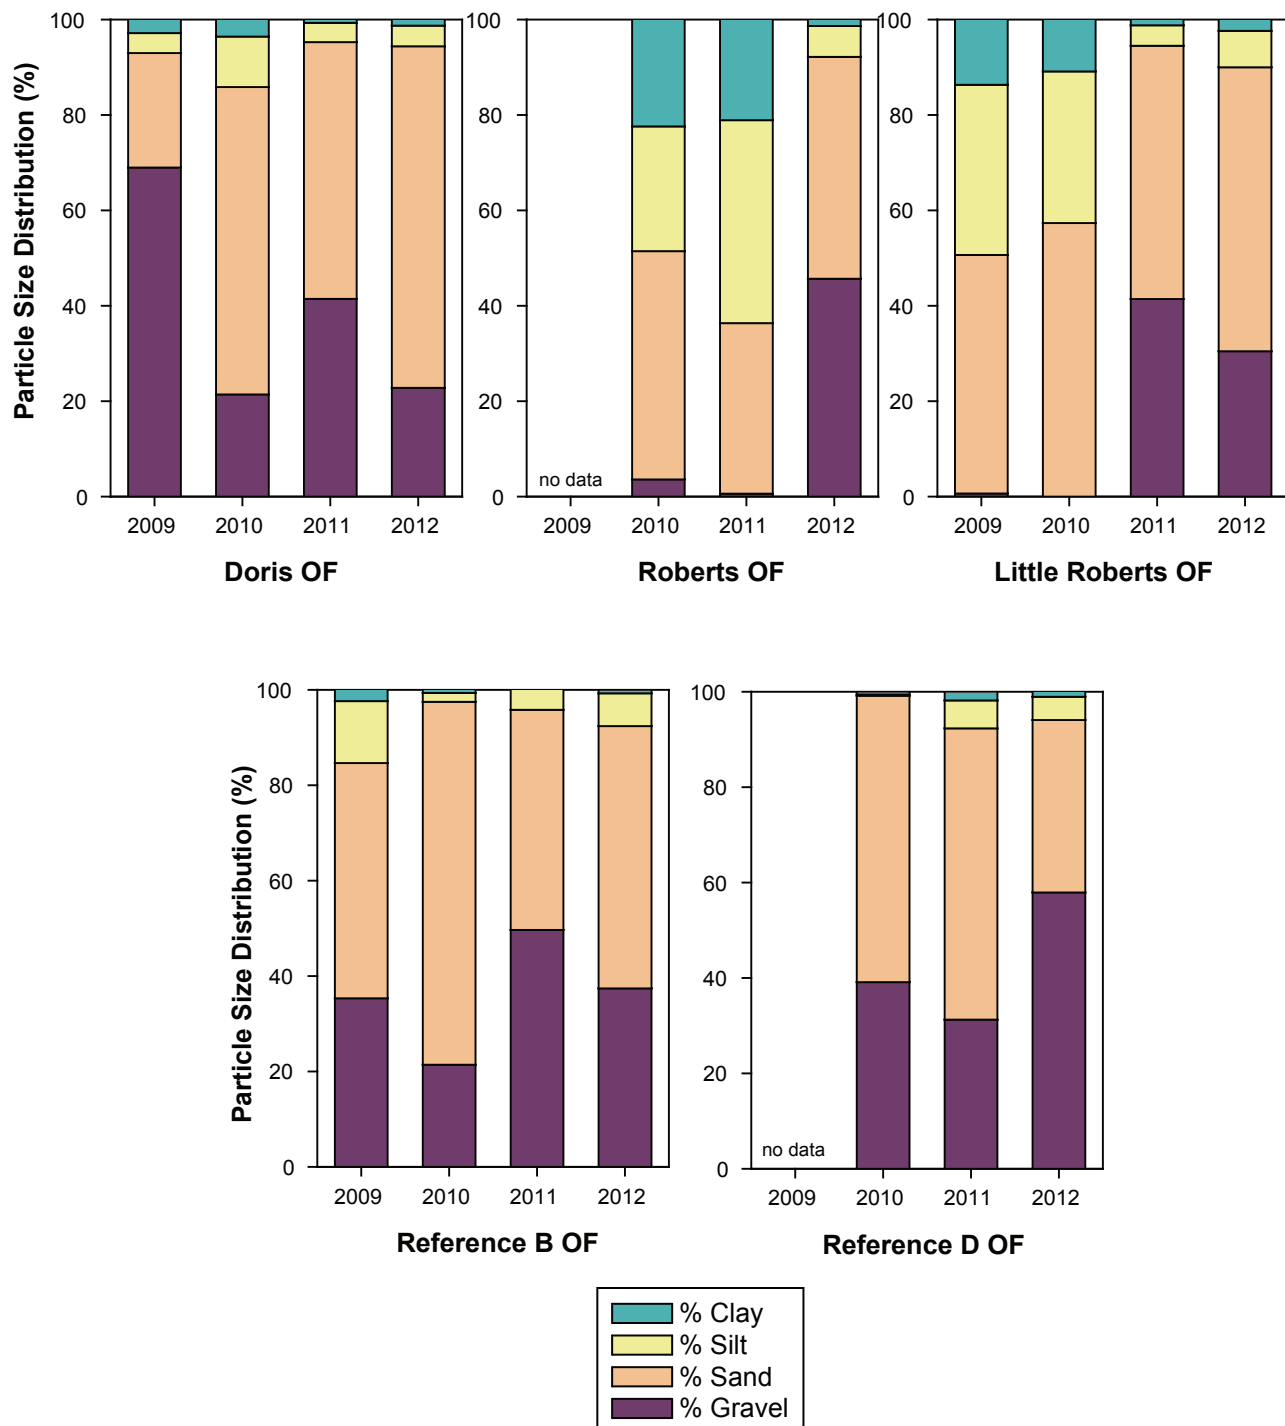 Particle Size Distribution (%)
100
80
60
40
20
0
2009 2010 2011 2012
Doris OF
100
80
60
40
20
0
no data
2009 2010 2011 2012
Roberts OF
100
80
60
40
20
0
2009 2010 2011 2012
Little Roberts OF
Particle Size Distribution (%)
100
80
60
40
20
0
2009 2010 2011 2012
Reference B OF
100
80
60
40
20
0
no data
2009 2010 2011 2012
Reference D OF
% Clay
% Silt
% Sand
% Gravel